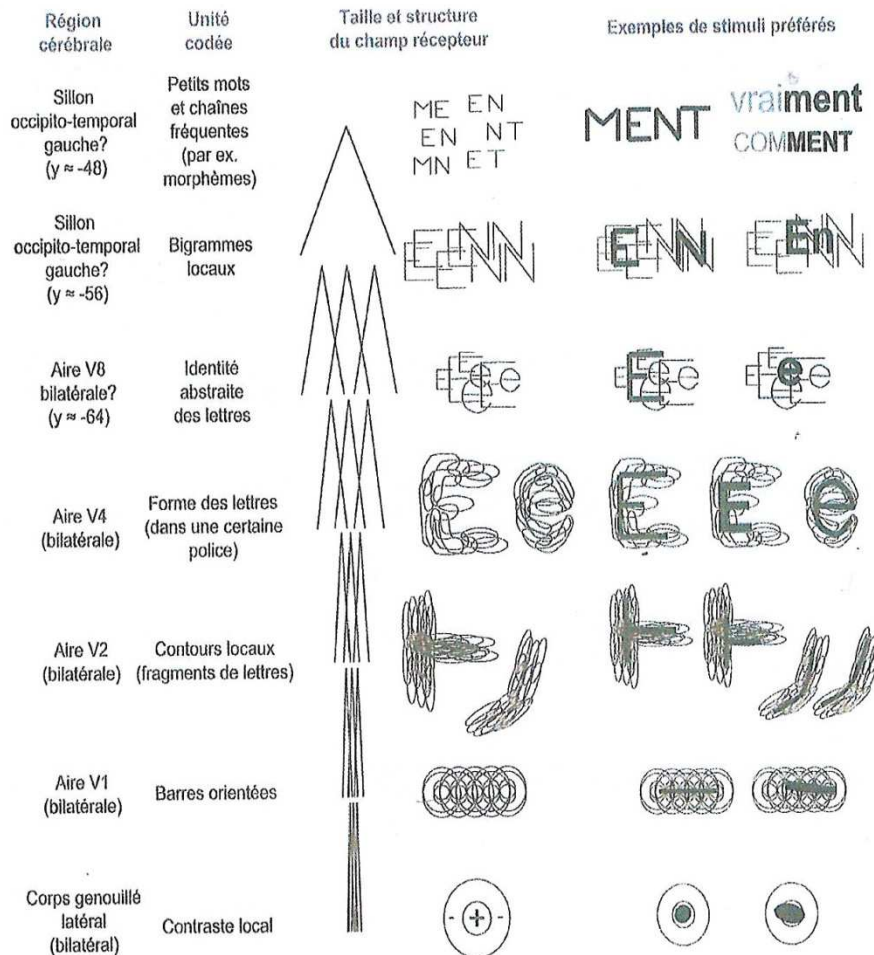 Région
cérébrale
Unité
codée
Taille et structure
du champ récepteur
Exemples de stimuli préférés
Sillon
occipito-temporal
gauche?
(y ≈ -48)
Petits mots
et chaînes
fréquentes
(par ex.
morphèmes)
ME EN
EN NT
MN ET
MENT
vraiment
COMMENT
Sillon
occipito-temporal
gauche?
(y ≈ -56)
Bigrammes
locaux
E E E N N
E N
En
Aire V8
bilatérale?
(y ≈ -64)
Identité
abstraite
des lettres
E e
E
e
Aire V4
(bilatérale)
Forme des lettres
(dans une certaine
police)
E e
E E e
Aire V2
(bilatérale)
Contours locaux
(fragments de lettres)
Aire V1
(bilatérale)
Barres orientées
Corps genouillé
latéral
(bilatéral)
Contraste local
- + -